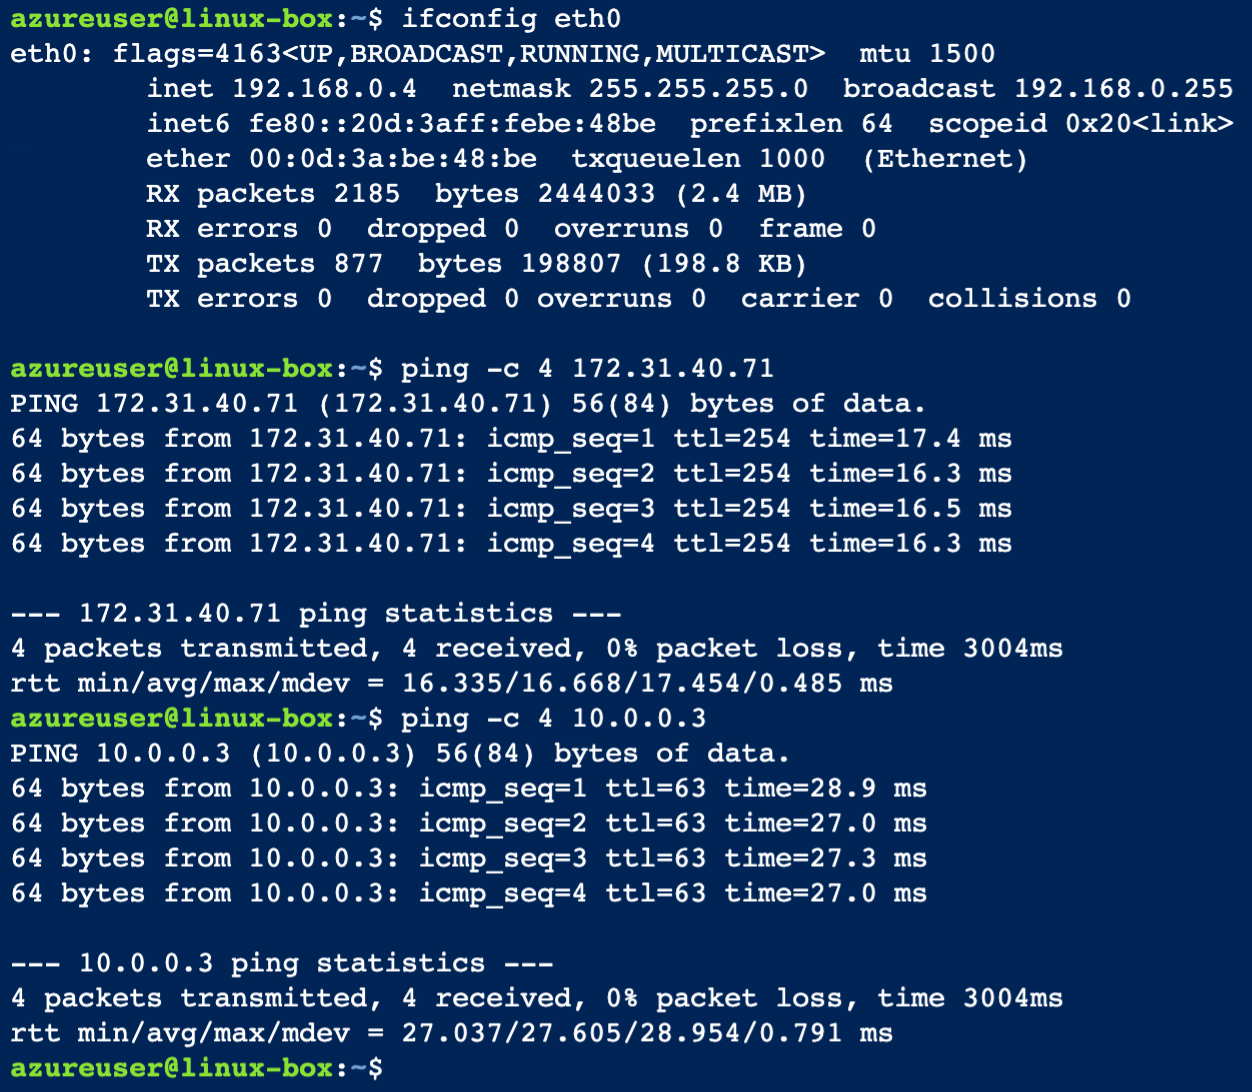 azureuser@linux-box:~$ ifconfig eth0
eth0: flags=4163<UP,BROADCAST,RUNNING,MULTICAST>  mtu 1500
        inet 192.168.0.4  netmask 255.255.255.0  broadcast 192.168.0.255
        inet6 fe80::20d:3aff:febe:48be  prefixlen 64  scopeid 0x20<link>
        ether 00:0d:3a:be:48:be  txqueuelen 1000  (Ethernet)
        RX packets 2185  bytes 2444033 (2.4 MB)
        RX errors 0  dropped 0  overruns 0  frame 0
        TX packets 877  bytes 198807 (198.8 KB)
        TX errors 0  dropped 0 overruns 0  carrier 0  collisions 0

azureuser@linux-box:~$ ping -c 4 172.31.40.71
PING 172.31.40.71 (172.31.40.71) 56(84) bytes of data.
64 bytes from 172.31.40.71: icmp_seq=1 ttl=254 time=17.4 ms
64 bytes from 172.31.40.71: icmp_seq=2 ttl=254 time=16.3 ms
64 bytes from 172.31.40.71: icmp_seq=3 ttl=254 time=16.5 ms
64 bytes from 172.31.40.71: icmp_seq=4 ttl=254 time=16.3 ms

--- 172.31.40.71 ping statistics ---
4 packets transmitted, 4 received, 0% packet loss, time 3004ms
rtt min/avg/max/mdev = 16.335/16.668/17.454/0.485 ms
azureuser@linux-box:~$ ping -c 4 10.0.0.3
PING 10.0.0.3 (10.0.0.3) 56(84) bytes of data.
64 bytes from 10.0.0.3: icmp_seq=1 ttl=63 time=28.9 ms
64 bytes from 10.0.0.3: icmp_seq=2 ttl=63 time=27.0 ms
64 bytes from 10.0.0.3: icmp_seq=3 ttl=63 time=27.3 ms
64 bytes from 10.0.0.3: icmp_seq=4 ttl=63 time=27.0 ms

--- 10.0.0.3 ping statistics ---
4 packets transmitted, 4 received, 0% packet loss, time 3004ms
rtt min/avg/max/mdev = 27.037/27.605/28.954/0.791 ms
azureuser@linux-box:~$